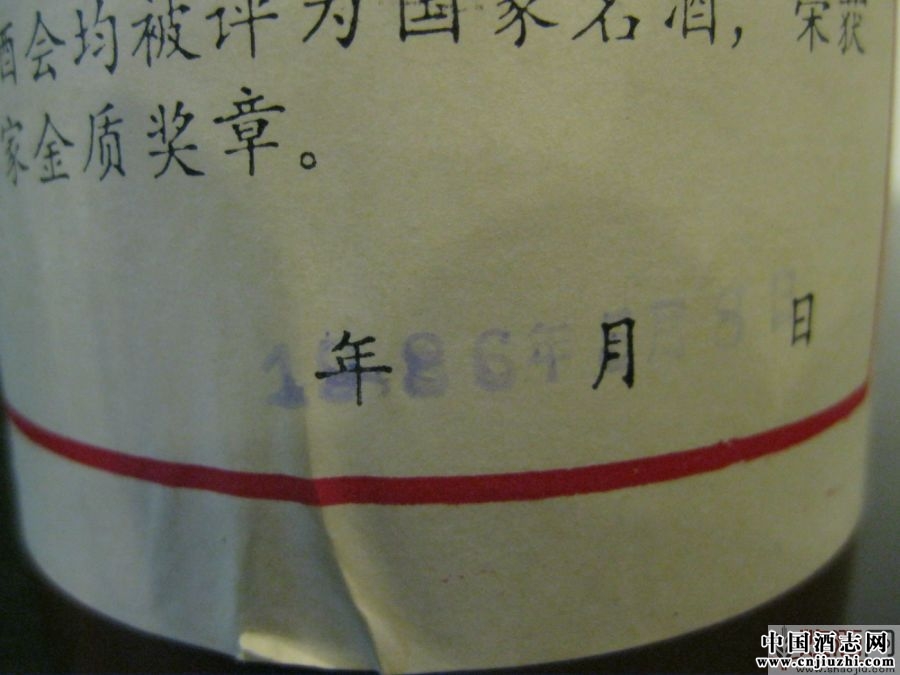 酒会均被评为国家名酒，荣获
家金质奖章。
年 月 日
1986年
中国酒志网
www.cnjiuzhi.com